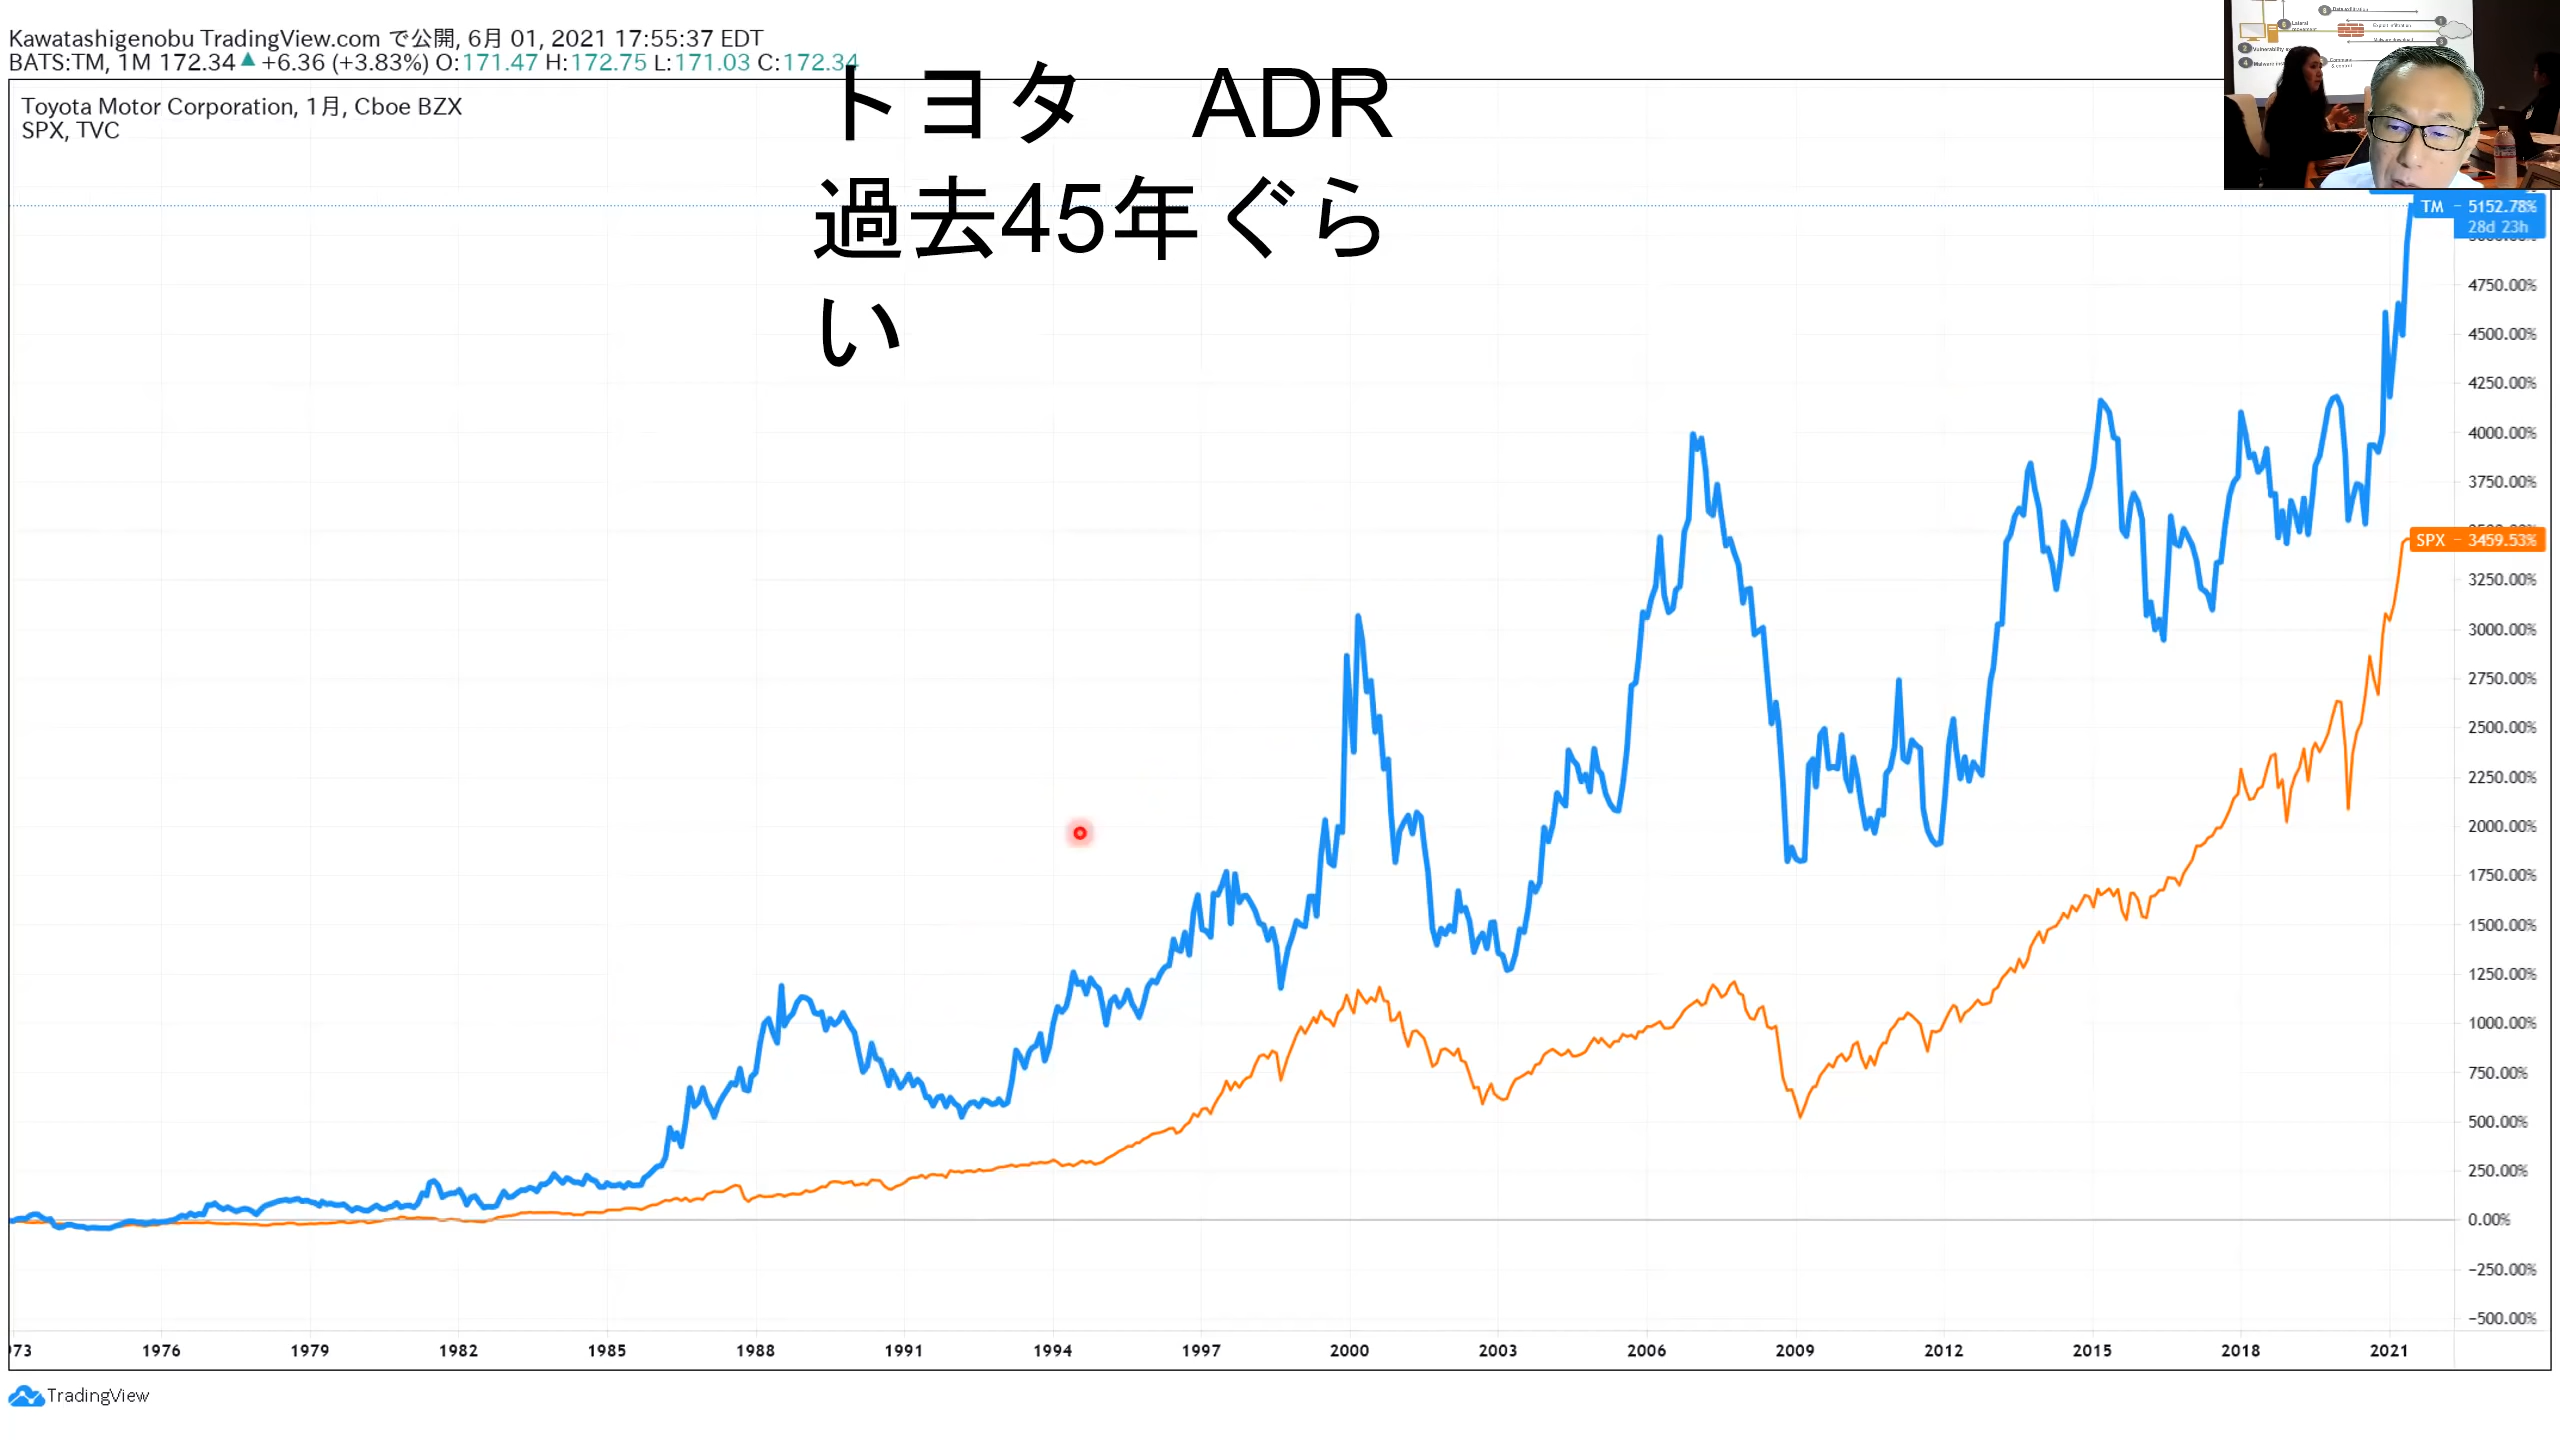 Kawatashigenobu TradingView.com で公開, 6月 01, 2021 17:55:37 EDT
BATS:TM, 1M 172.34▲ +6.36 (+3.83%) O:171.47 H:172.75 L:171.03 C:172.34
Toyota Motor Corporation, 1月, Cboe BZX
SPX, TVC
トヨタ ADR
過去45年ぐら
い
TM - 5152.78%
28d 23h
4750.00%
4500.00%
4250.00%
4000.00%
3750.00%
SPX - 3459.53%
3250.00%
3000.00%
2750.00%
2500.00%
2250.00%
2000.00%
1750.00%
1500.00%
1250.00%
1000.00%
750.00%
500.00%
250.00%
0.00%
-250.00%
-500.00%
1976 1979 1982 1985 1988 1991 1994 1997 2000 2003 2006 2009 2012 2015 2018 2021
TradingView